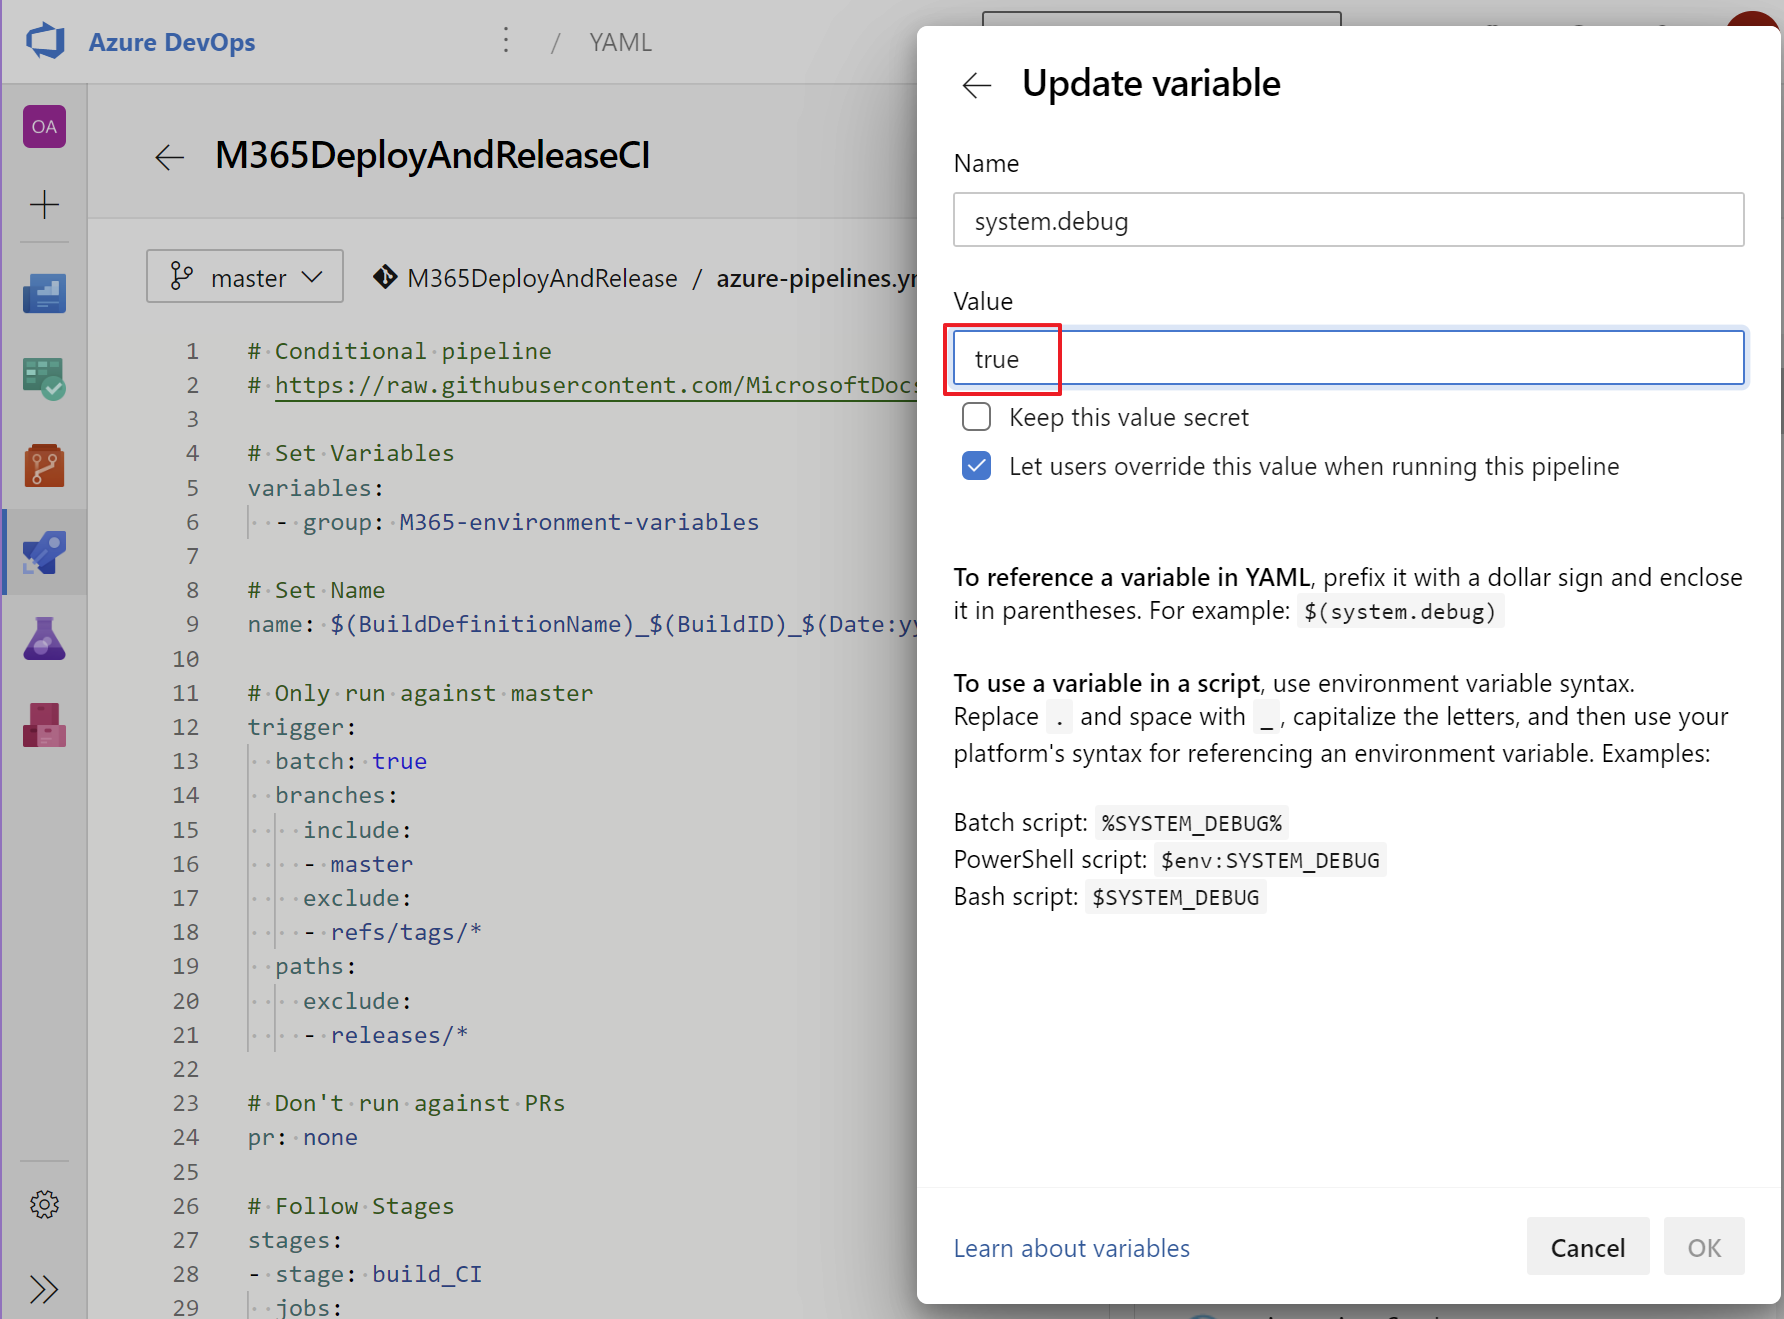 Azure DevOps
/ YAML
OA
M365DeployAndReleaseCI
master
M365DeployAndRelease / azure-pipelines.y
1 # Conditional pipeline
2 # https://raw.githubusercontent.com/MicrosoftDocs
3
4 # Set Variables
5 variables:
6 - group: M365-environment-variables
7
8 # Set Name
9 name: $(BuildDefinitionName)_$(BuildID)_$(Date:yy
10
11 # Only run against master
12 trigger:
13 batch: true
14 branches:
15 include:
16 - master
17 exclude:
18 - refs/tags/*
19 paths:
20 exclude:
21 - releases/*
22
23 # Don't run against PRs
24 pr: none
25
26 # Follow Stages
27 stages:
28 - stage: build_CI
29 jobs:
Update variable
Name
system.debug
Value
true
Keep this value secret
Let users override this value when running this pipeline
To reference a variable in YAML, prefix it with a dollar sign and enclose
it in parentheses. For example: $(system.debug)
To use a variable in a script, use environment variable syntax.
Replace . and space with _, capitalize the letters, and then use your
platform's syntax for referencing an environment variable. Examples:
Batch script: %SYSTEM_DEBUG%
PowerShell script: $env:SYSTEM_DEBUG
Bash script: $SYSTEM_DEBUG
Learn about variables
Cancel
OK